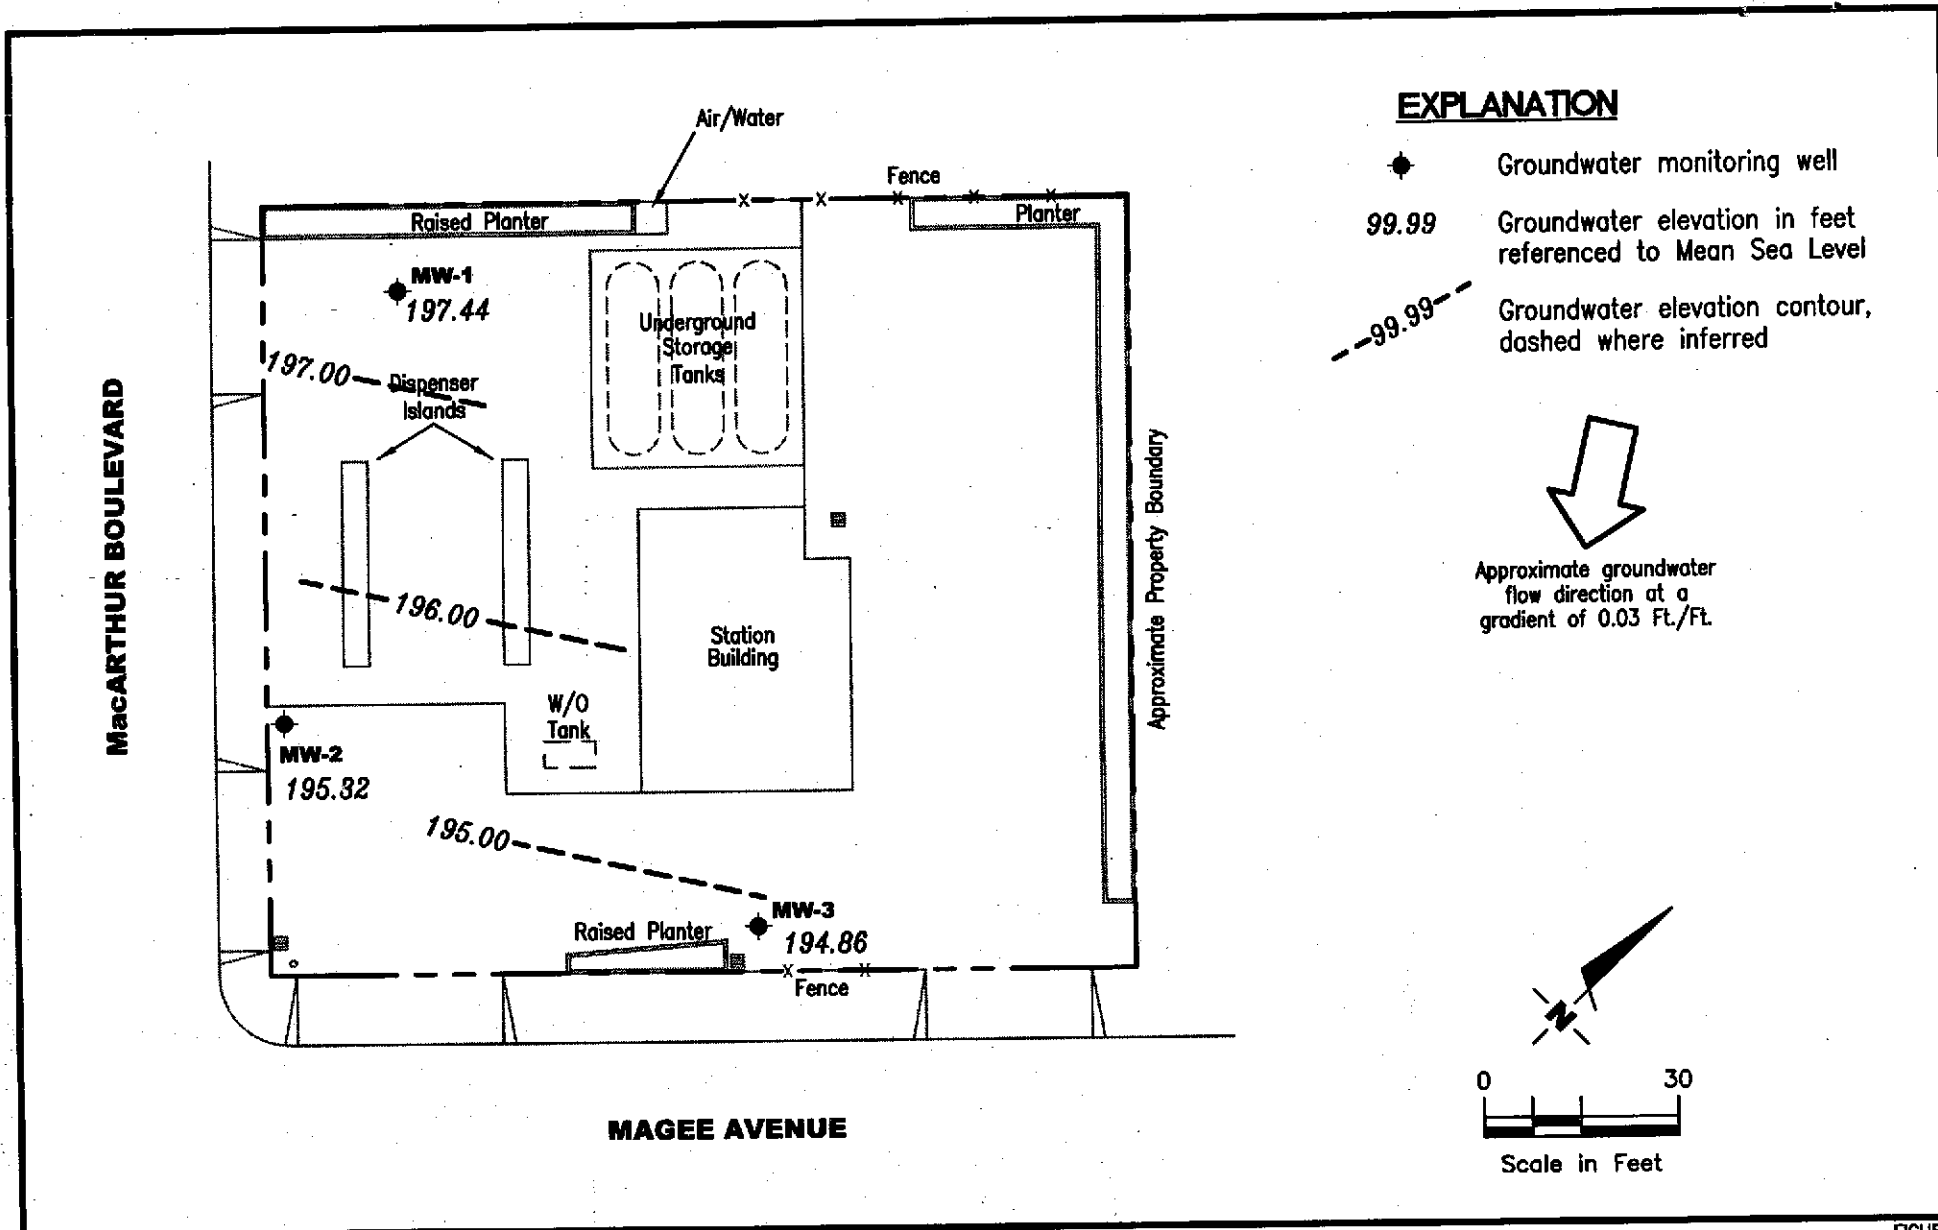 Air/Water
Fence
Raised Planter
Planter
MW-1
197.44
Underground
Storage
Tanks
197.00
Dispenser
Islands
MacARTHUR BOULEVARD
Approximate Property Boundary
196.00
Station
Building
W/O
Tank
MW-2
195.32
195.00
MW-3
194.86
Raised Planter
Fence
MAGEE AVENUE
EXPLANATION
Groundwater monitoring well
99.99
Groundwater elevation in feet
referenced to Mean Sea Level
99.99
Groundwater elevation contour,
dashed where inferred
Approximate groundwater
flow direction at a
gradient of 0.03 Ft./Ft.
N
0 30
Scale in Feet